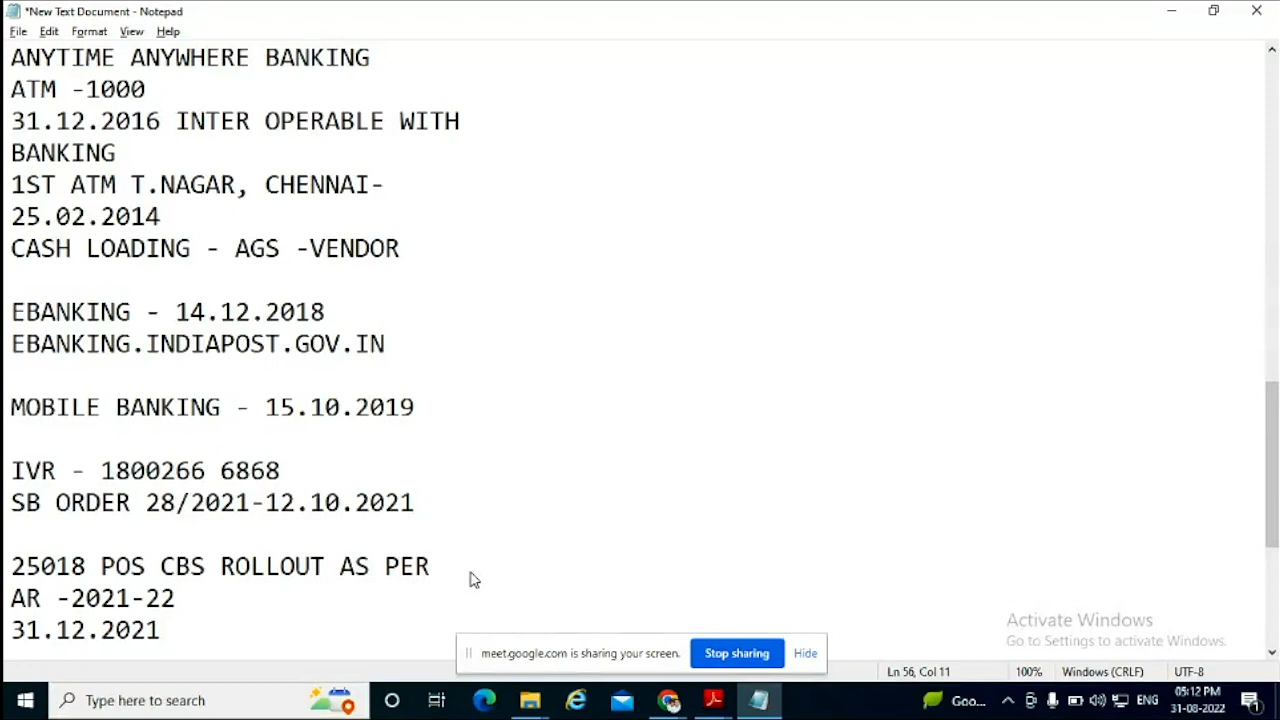 *New Text Document - Notepad
File Edit Format View Help
ANYTIME ANYWHERE BANKING
ATM -1000
31.12.2016 INTER OPERABLE WITH
BANKING
1ST ATM T.NAGAR, CHENNAI-
25.02.2014
CASH LOADING - AGS -VENDOR
EBANKING - 14.12.2018
EBANKING.INDIAPOST.GOV.IN
MOBILE BANKING - 15.10.2019
IVR - 1800266 6868
SB ORDER 28/2021-12.10.2021
25018 POS CBS ROLLOUT AS PER
AR -2021-22
31.12.2021
Activate Windows
Go to Settings to activate Windows.
meet.google.com is sharing your screen. Stop sharing Hide
Ln 56, Col 11 100% Windows (CRLF) UTF-8
Type here to search Goo... ENG 05:12 PM
31-08-2022 1